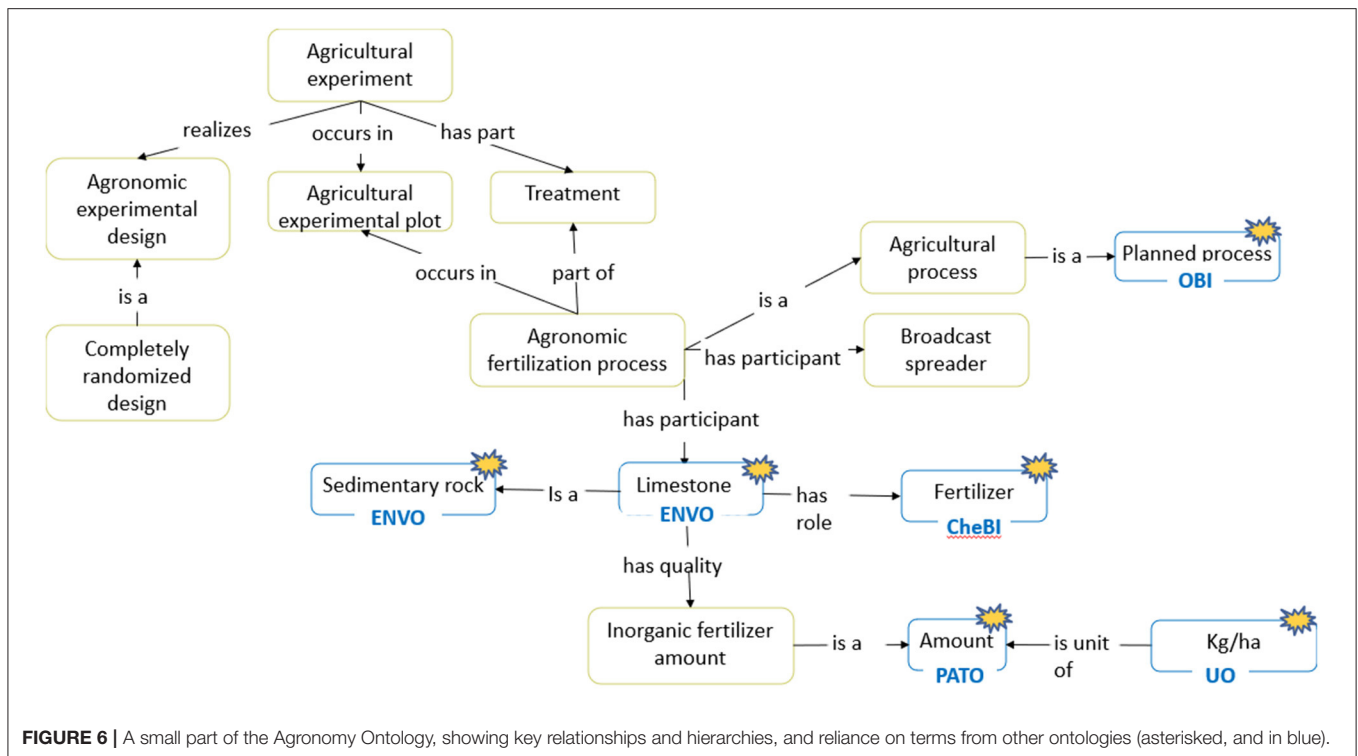 Agricultural
experiment
realizes
occurs in
has part
Agronomic
experimental
design
Agricultural
experimental plot
Treatment
is a
occurs in
part of
Agricultural
process
is a
Planned process
OBI
Completely
randomized
design
Agronomic
fertilization process
is a
has participant
Broadcast
spreader
has participant
Sedimentary rock
ENVO
Is a
Limestone
ENVO
has
role
Fertilizer
CheBI
has quality
Inorganic fertilizer
amount
is a
Amount
PATO
is unit
of
Kg/ha
UO
FIGURE 6 | A small part of the Agronomy Ontology, showing key relationships and hierarchies, and reliance on terms from other ontologies (asterisked, and in blue).